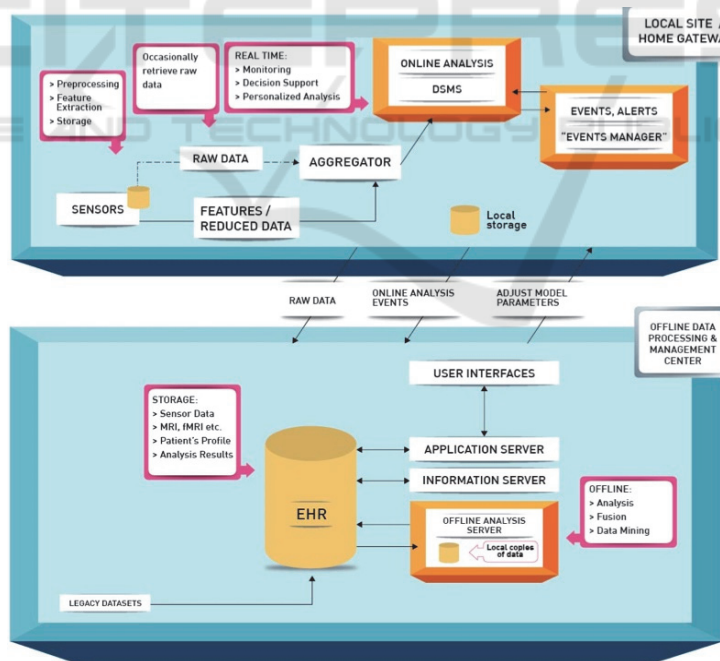 LOCAL SITE
HOME GATEWA
> Preprocessing
> Feature
Extraction
> Storage
Occasionally
retrieve raw
data
REAL TIME:
> Monitoring
> Decision Support
> Personalized Analysis
ONLINE ANALYSIS
DSMS
EVENTS, ALERTS
"EVENTS MANAGER"
RAW DATA
AGGREGATOR
SENSORS
FEATURES /
REDUCED DATA
Local
storage
RAW DATA
ONLINE ANALYSIS
EVENTS
ADJUST MODEL
PARAMETERS
OFFLINE DATA
PROCESSING &
MANAGEMENT
CENTER
USER INTERFACES
STORAGE:
> Sensor Data
> MRI, fMRI etc.
> Patient's Profile
> Analysis Results
EHR
APPLICATION SERVER
INFORMATION SERVER
OFFLINE ANALYSIS
SERVER
Local copies
of data
OFFLINE:
> Analysis
> Fusion
> Data Mining
LEGACY DATASETS